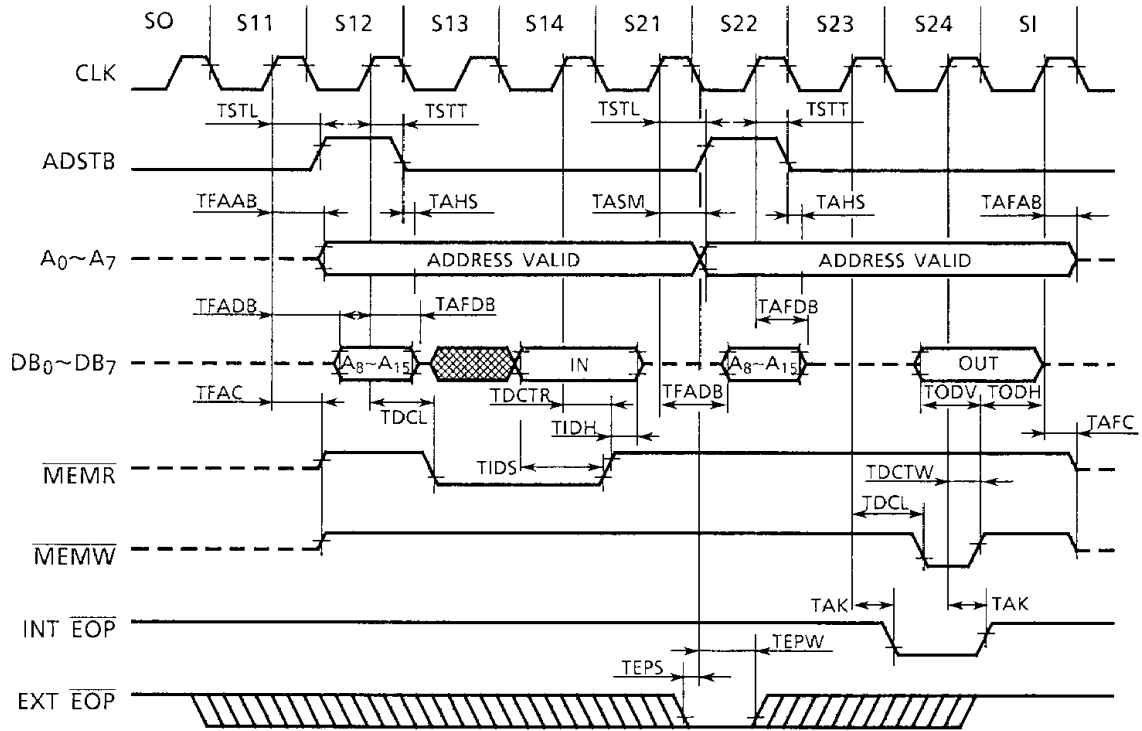 SO S11 S12 S13 S14 S21 S22 S23 S24 SI
CLK
TSTL TSTT TSTL TSTT
ADSTB
TFAAB TAHS TASM TAHS TAFAB
A0~A7 ADDRESS VALID ADDRESS VALID
TFADB TAFDB TAFDB
DB0~DB7 A8~A15 IN A8~A15 OUT
TFAC TDCL TDCTR TFADB TODV TODH
TIDH TAFC
MEMR TIDS
TDCTW
TDCL
MEMW
TAK TAK
INT EOP
TEPS TEPW
EXT EOP